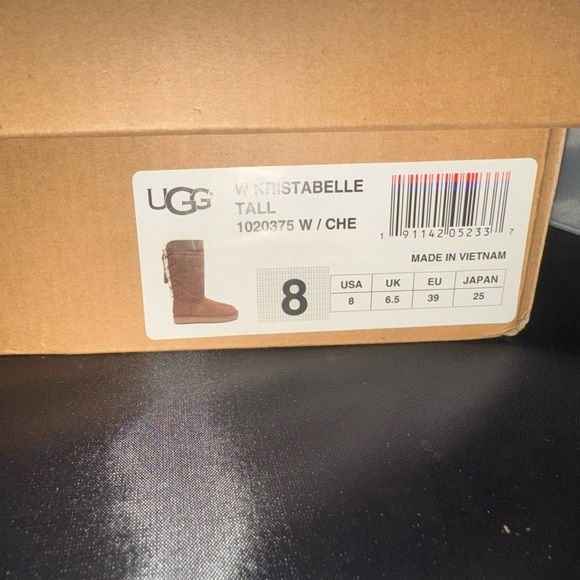 UGG
W KRISTABELLE
TALL
1020375 W / CHE
1 91142 05233 7
MADE IN VIETNAM
8
USA UK EU JAPAN
8 6.5 39 25